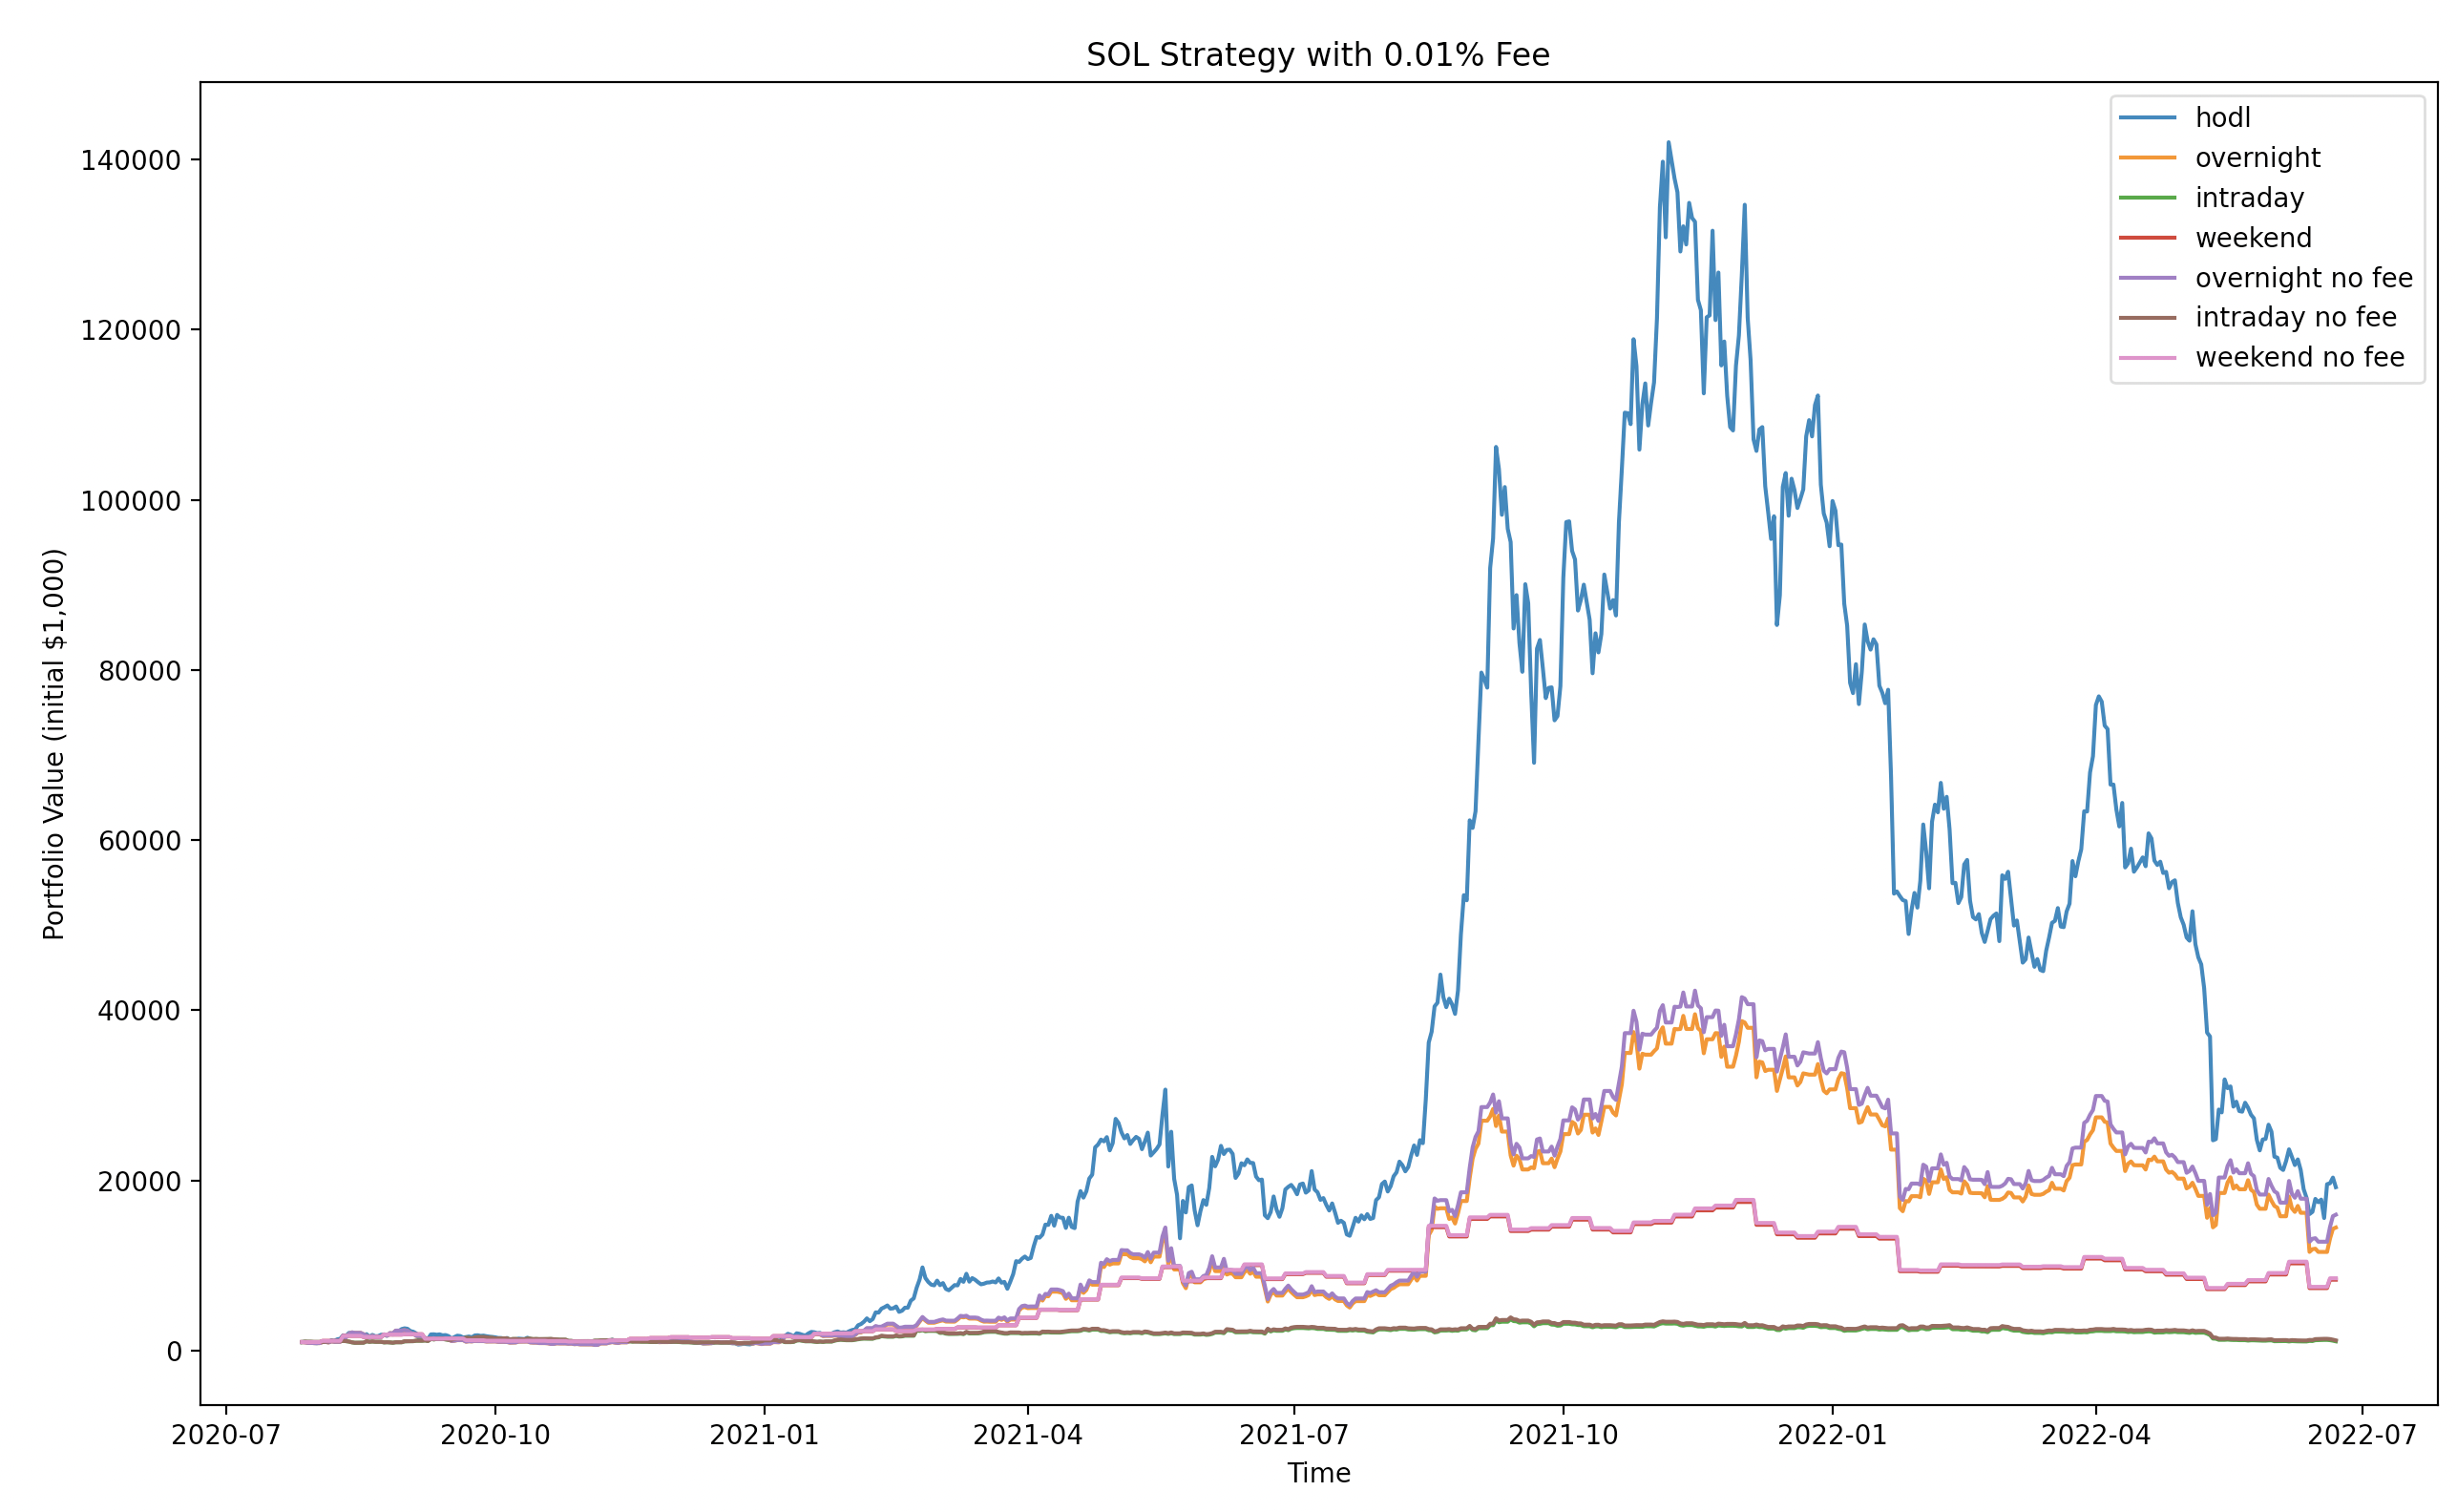 SOL Strategy with 0.01% Fee
hodl
overnight
intraday
weekend
overnight no fee
intraday no fee
weekend no fee
Portfolio Value (initial $1,000)
140000
120000
100000
80000
60000
40000
20000
0
2020-07
2020-10
2021-01
2021-04
2021-07
2021-10
2022-01
2022-04
2022-07
Time